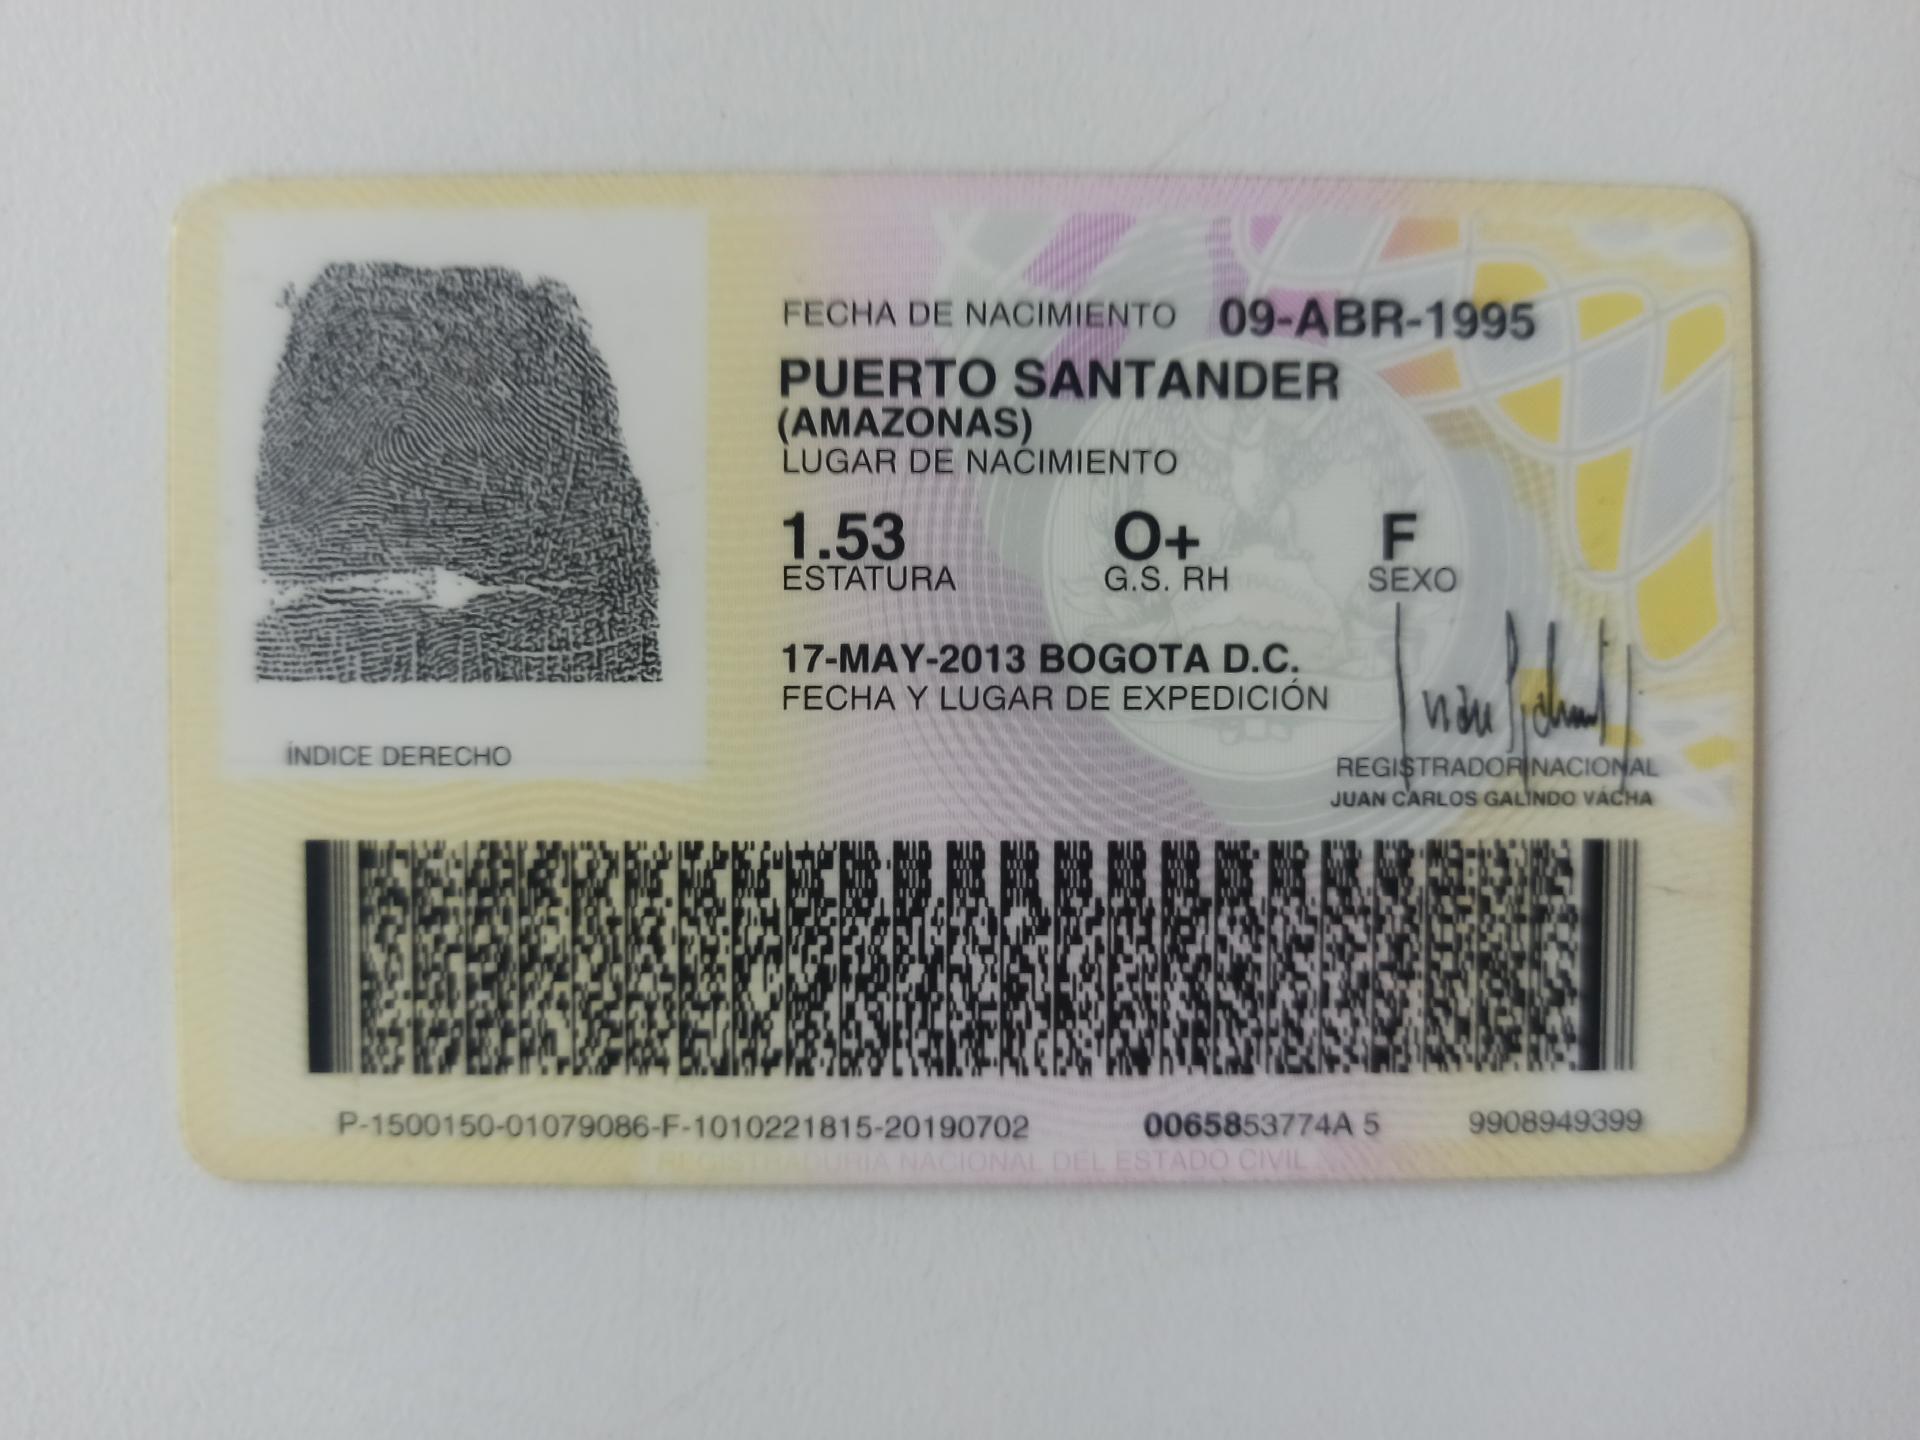 FECHA DE NACIMIENTO 09-ABR-1995
PUERTO SANTANDER
(AMAZONAS)
LUGAR DE NACIMIENTO
1.53 O+ F
ESTATURA G.S. RH SEXO
17-MAY-2013 BOGOTA D.C.
FECHA Y LUGAR DE EXPEDICIÓN
ÍNDICE DERECHO
REGISTRADOR NACIONAL
JUAN CARLOS GALINDO VÁCHA
P-1500150-01079086-F-1010221815-20190702 0065853774A 5 9908949399
REGISTRADURÍA NACIONAL DEL ESTADO CIVIL